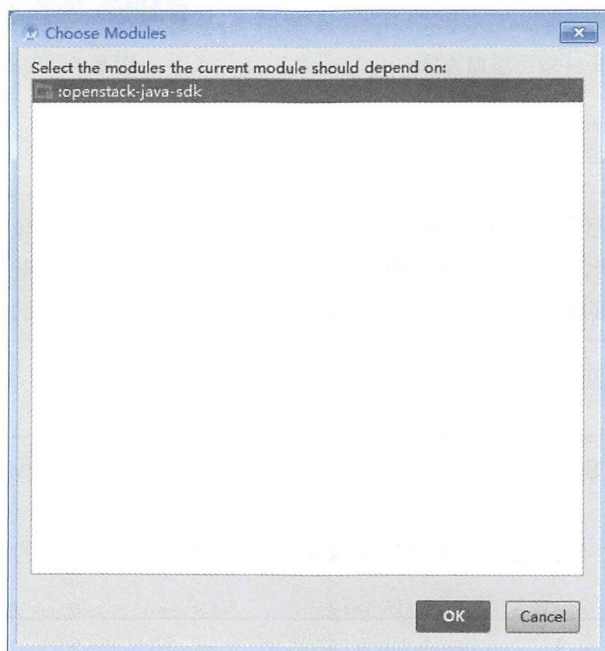 Choose Modules
Select the modules the current module should depend on:
:openstack-java-sdk
OK
Cancel